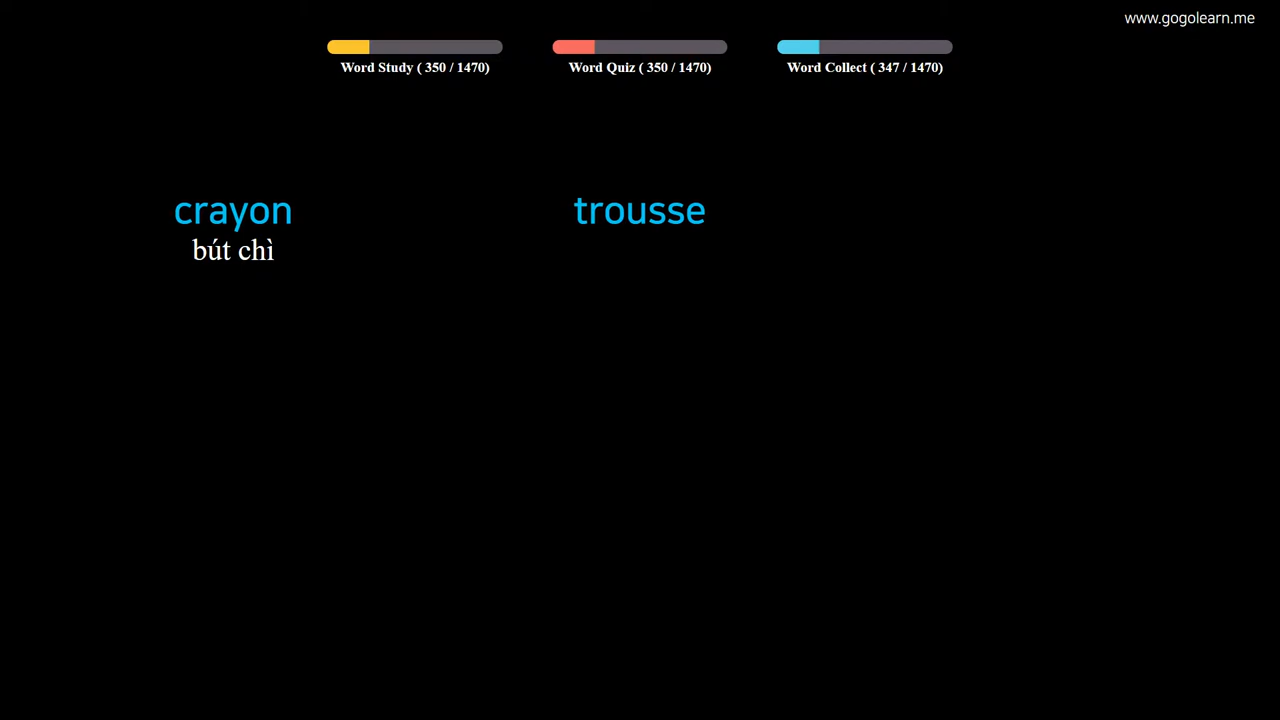 www.gogolearn.me
Word Study ( 350 / 1470)
Word Quiz ( 350 / 1470)
Word Collect ( 347 / 1470)
crayon
bút chì
trousse